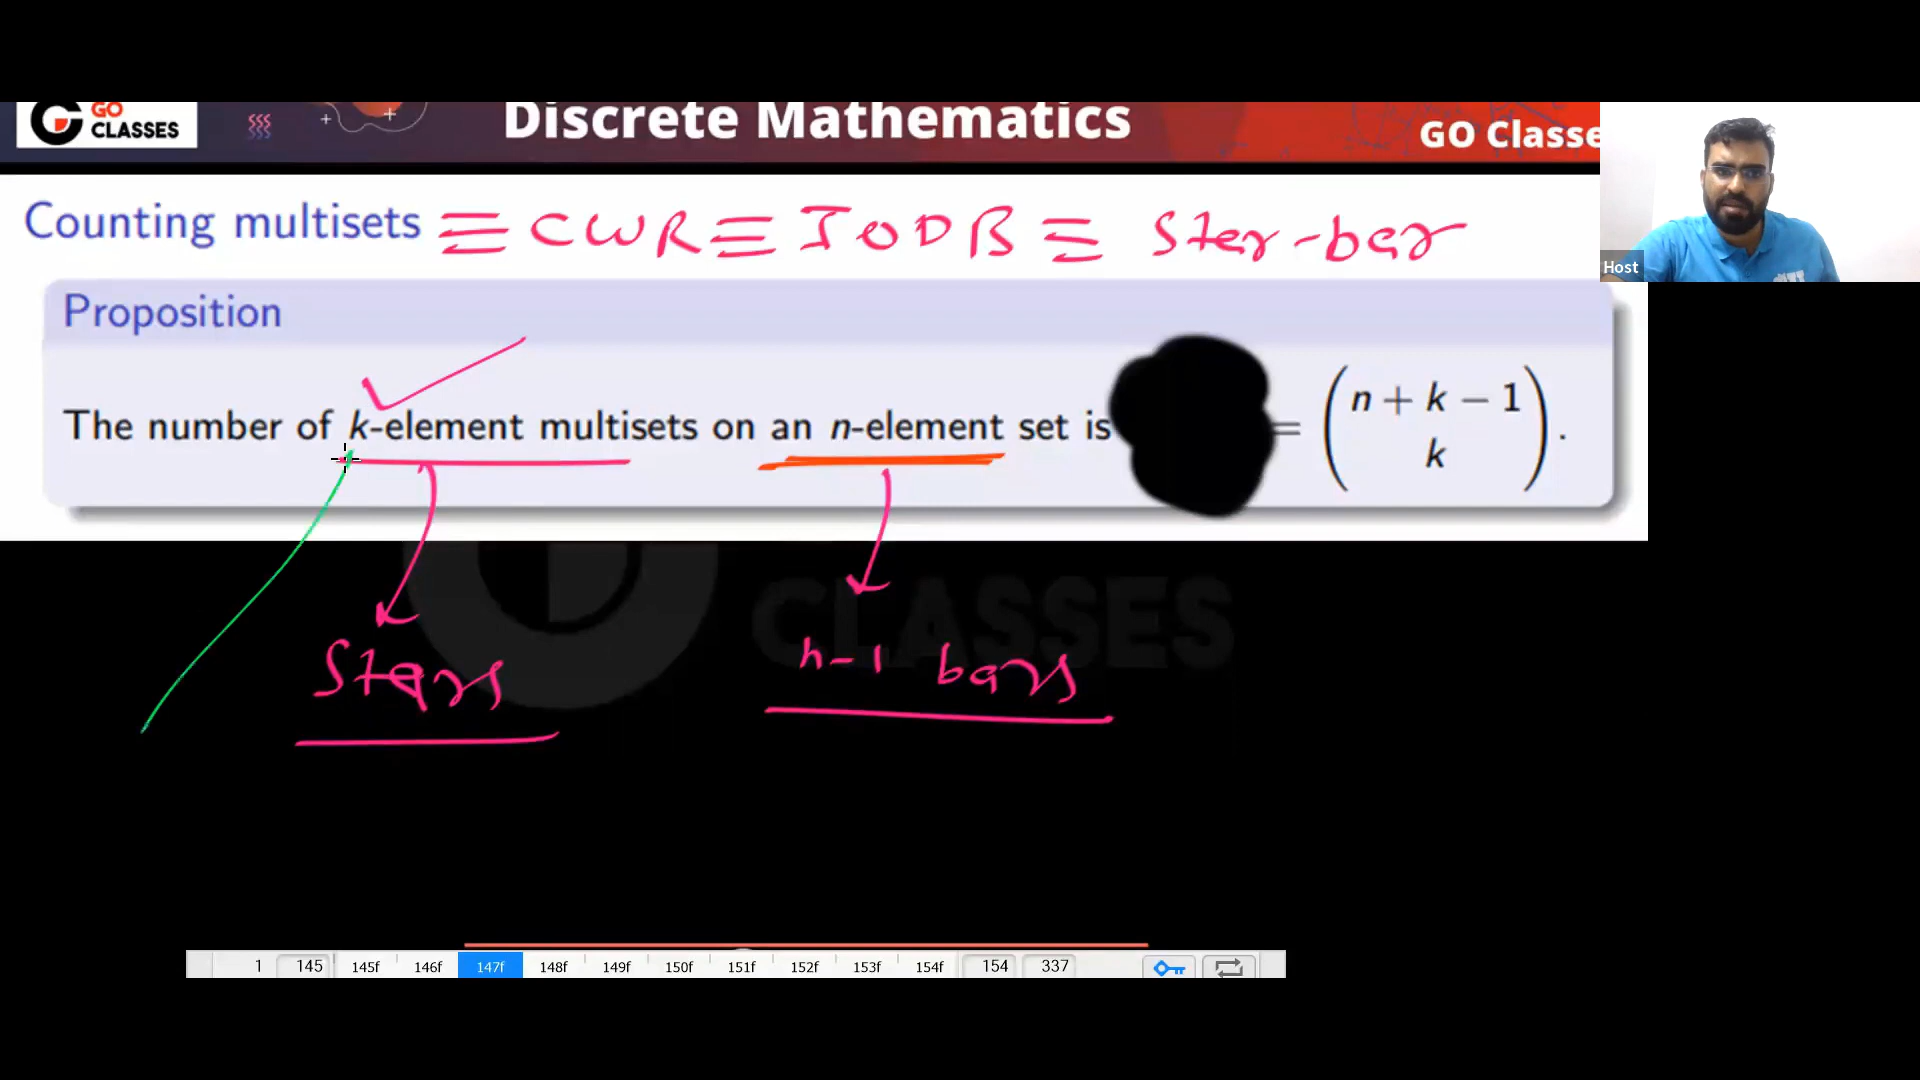 GO
CLASSES
Discrete Mathematics
GO Classe
Host
Counting multisets ≡ CWR ≡ IODB ≡ Star-bar
Proposition
The number of k-element multisets on an n-element set is = (n + k − 1
k).
Stars
n-1 bars
CLASSES
1 145 145f 146f 147f 148f 149f 150f 151f 152f 153f 154f 154 337